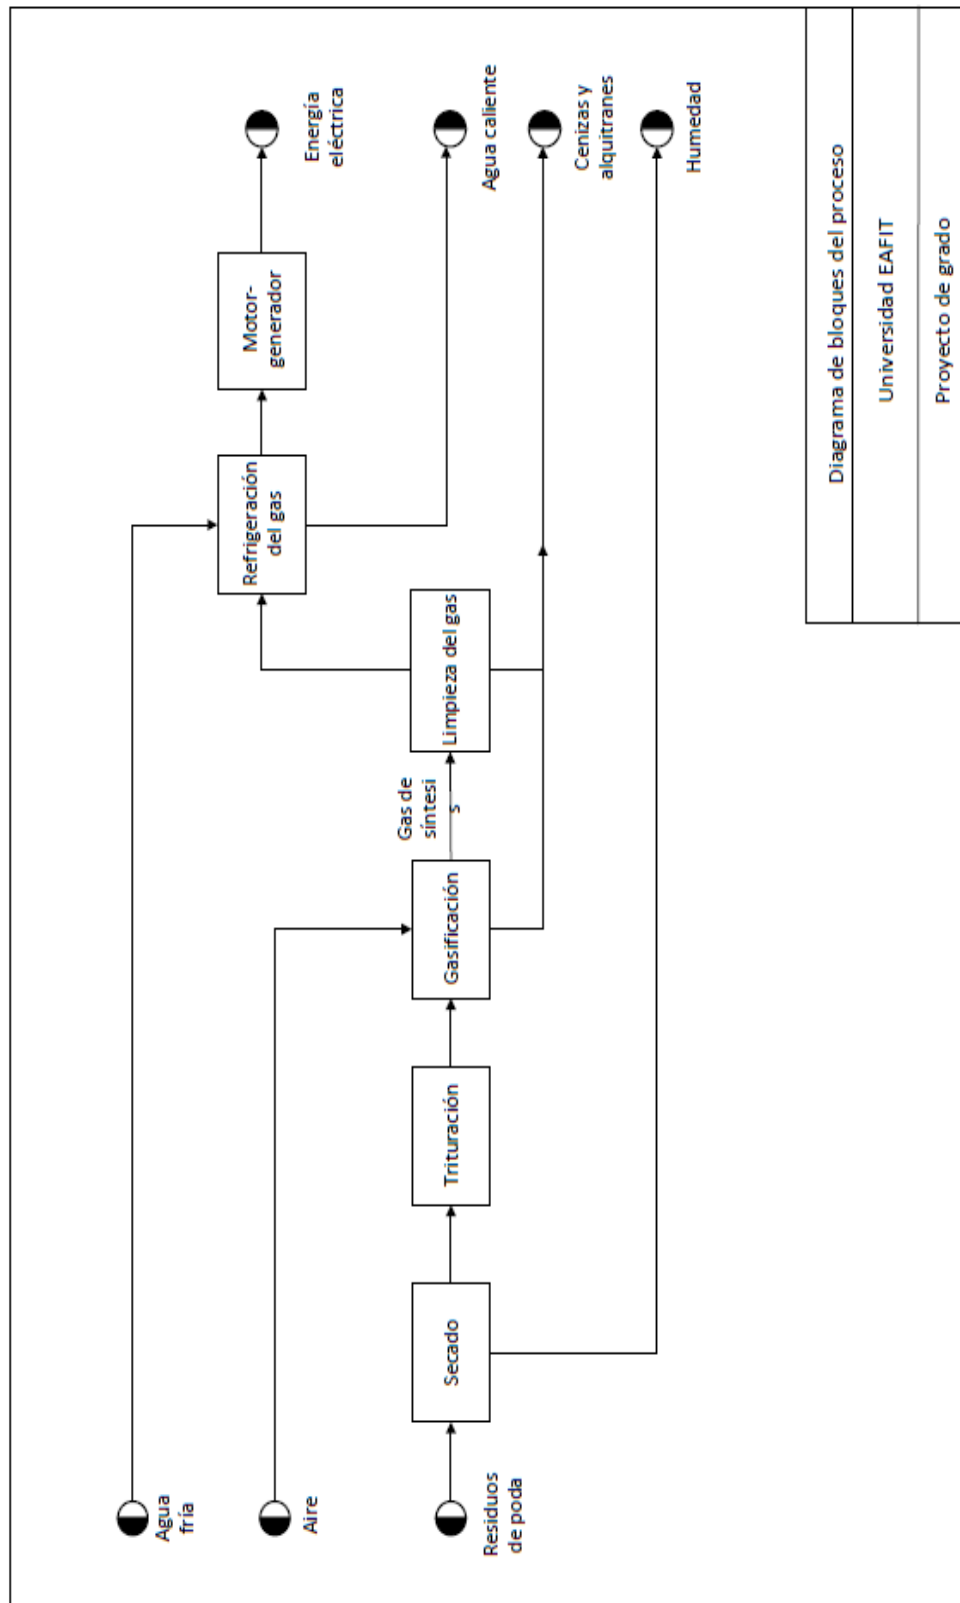 Agua
fría
Aire
Residuos
de poda
Secado
Trituración
Gasificación
Gas de
síntesi
s
Limpieza del gas
Refrigeración
del gas
Motor-
generador
Energía
eléctrica
Agua caliente
Cenizas y
alquitranes
Humedad
Diagrama de bloques del proceso
Universidad EAFIT
Proyecto de grado